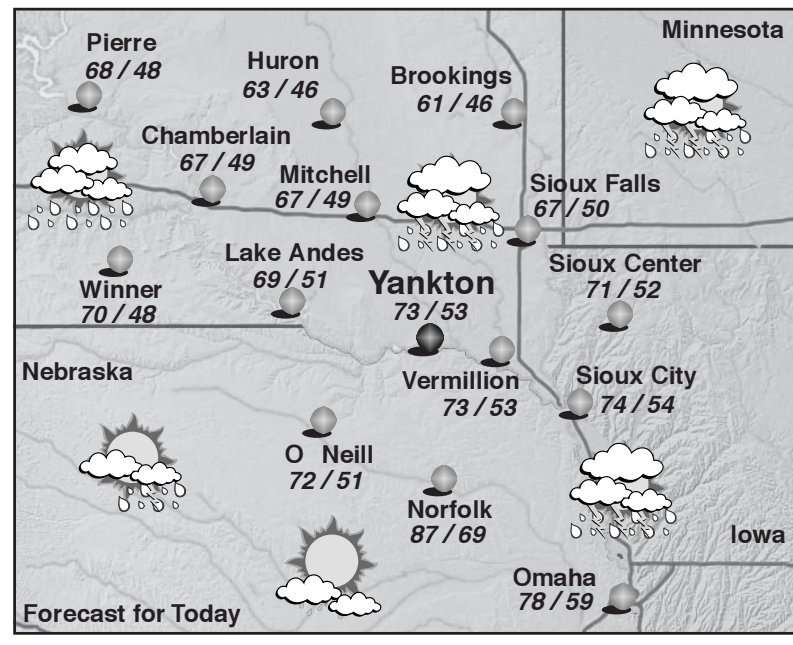 Minnesota
Pierre
68 / 48
Huron
63 / 46
Brookings
61 / 46
Chamberlain
67 / 49
Mitchell
67 / 49
Sioux Falls
67 / 50
Lake Andes
69 / 51
Yankton
73 / 53
Sioux Center
71 / 52
Winner
70 / 48
Nebraska
Vermillion
73 / 53
Sioux City
74 / 54
O Neill
72 / 51
Norfolk
87 / 69
Iowa
Omaha
78 / 59
Forecast for Today